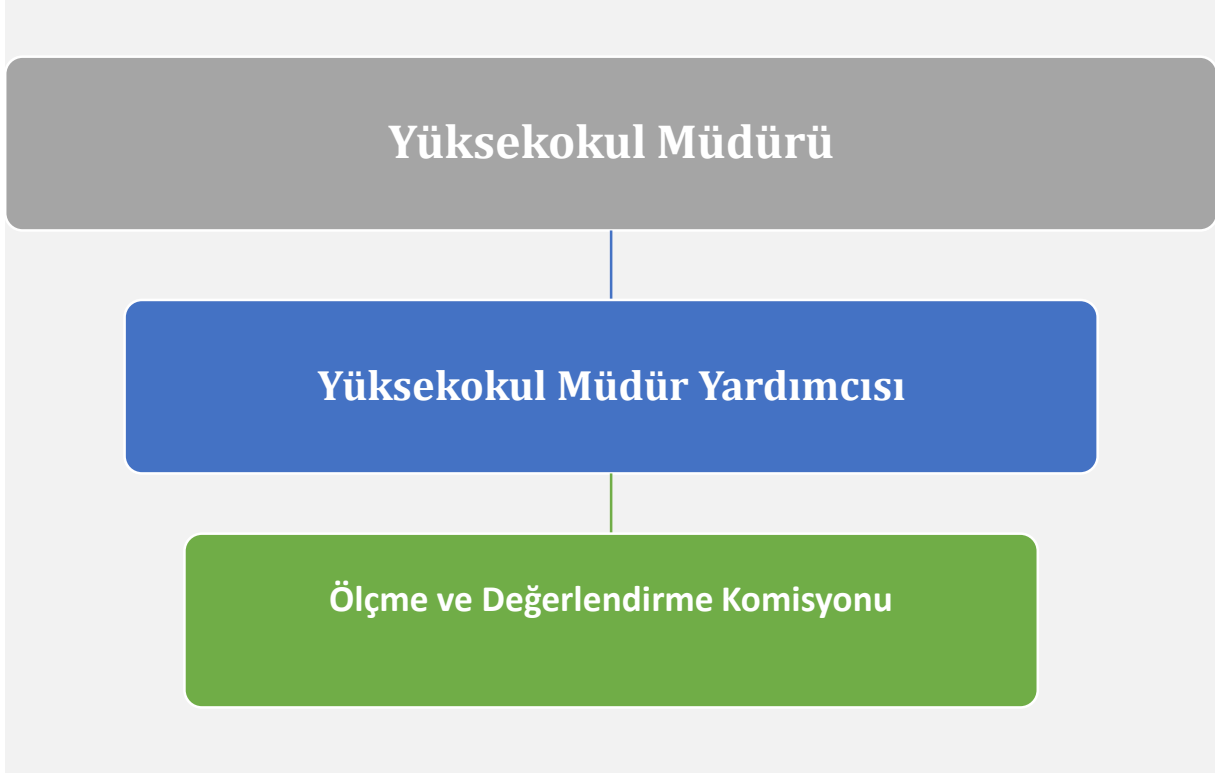 Yüksekokul Müdürü
Yüksekokul Müdür Yardımcısı
Ölçme ve Değerlendirme Komisyonu